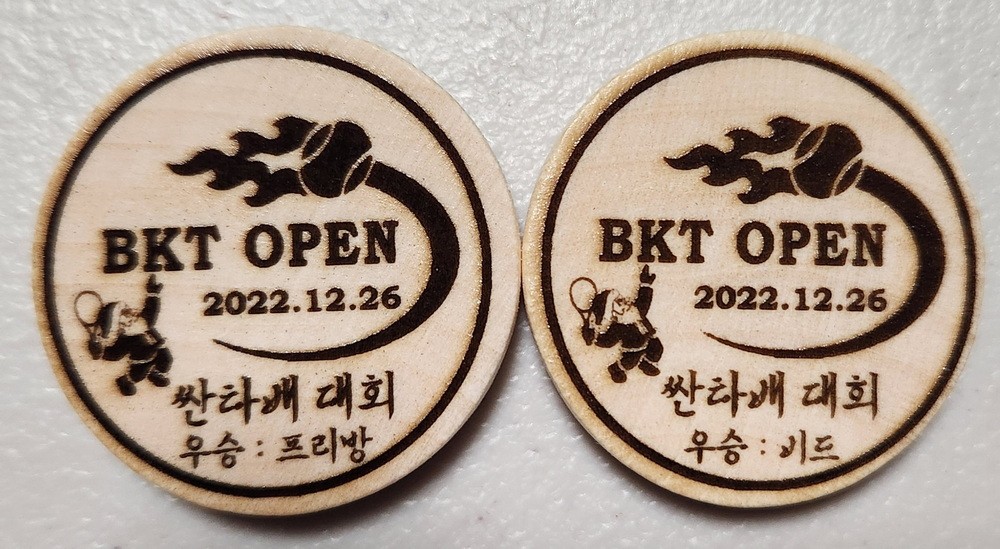 BKT OPEN
2022.12.26
싼타배 대회
우승 : 프리방
BKT OPEN
2022.12.26
싼타배 대회
우승 : 비드